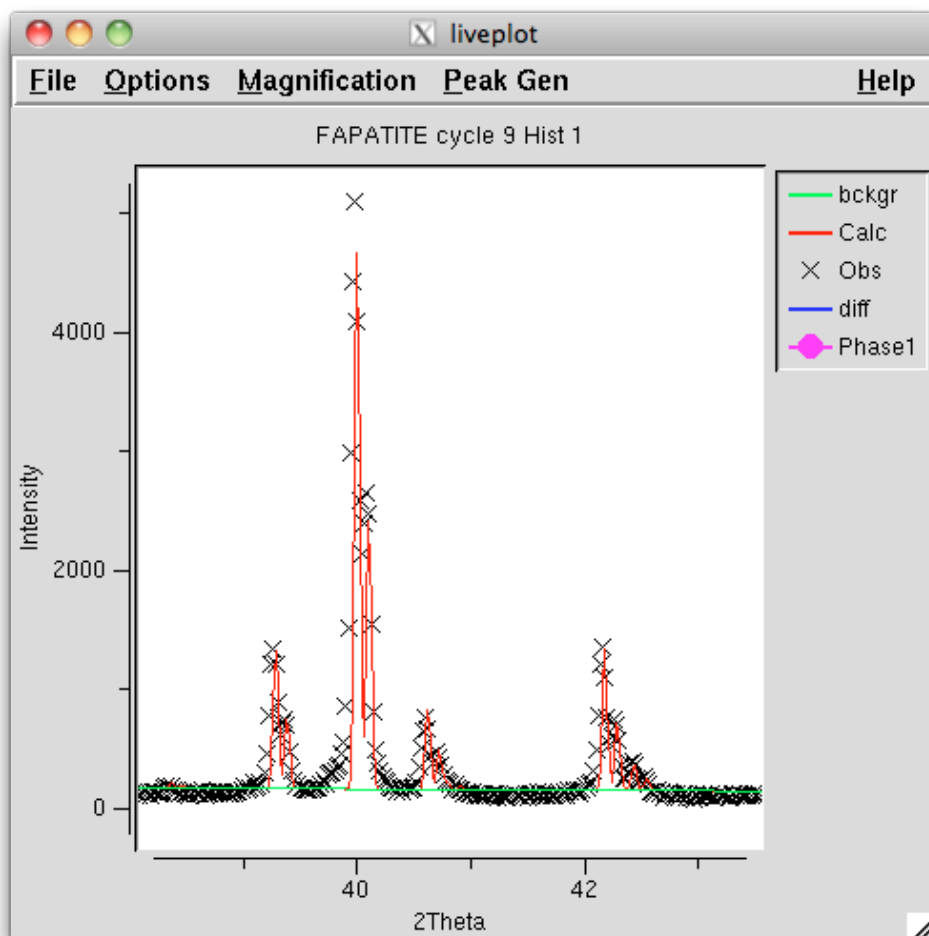 liveplot
File Options Magnification Peak Gen Help
FAPATITE cycle 9 Hist 1
bckgr
Calc
Obs
diff
Phase1
Intensity
4000
2000
0
40 42
2Theta